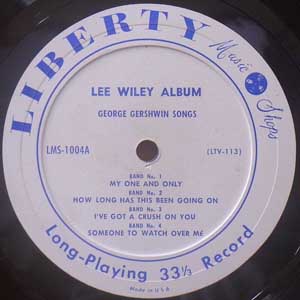 LIBERTY
Music Shops
LEE WILEY ALBUM
GEORGE GERSHWIN SONGS
LMS-1004A
(LTV-113)
BAND No. 1
MY ONE AND ONLY
BAND No. 2
HOW LONG HAS THIS BEEN GOING ON
BAND No. 3
I'VE GOT A CRUSH ON YOU
BAND No. 4
SOMEONE TO WATCH OVER ME
Long-Playing 33⅓ Record
Made in U.S.A.